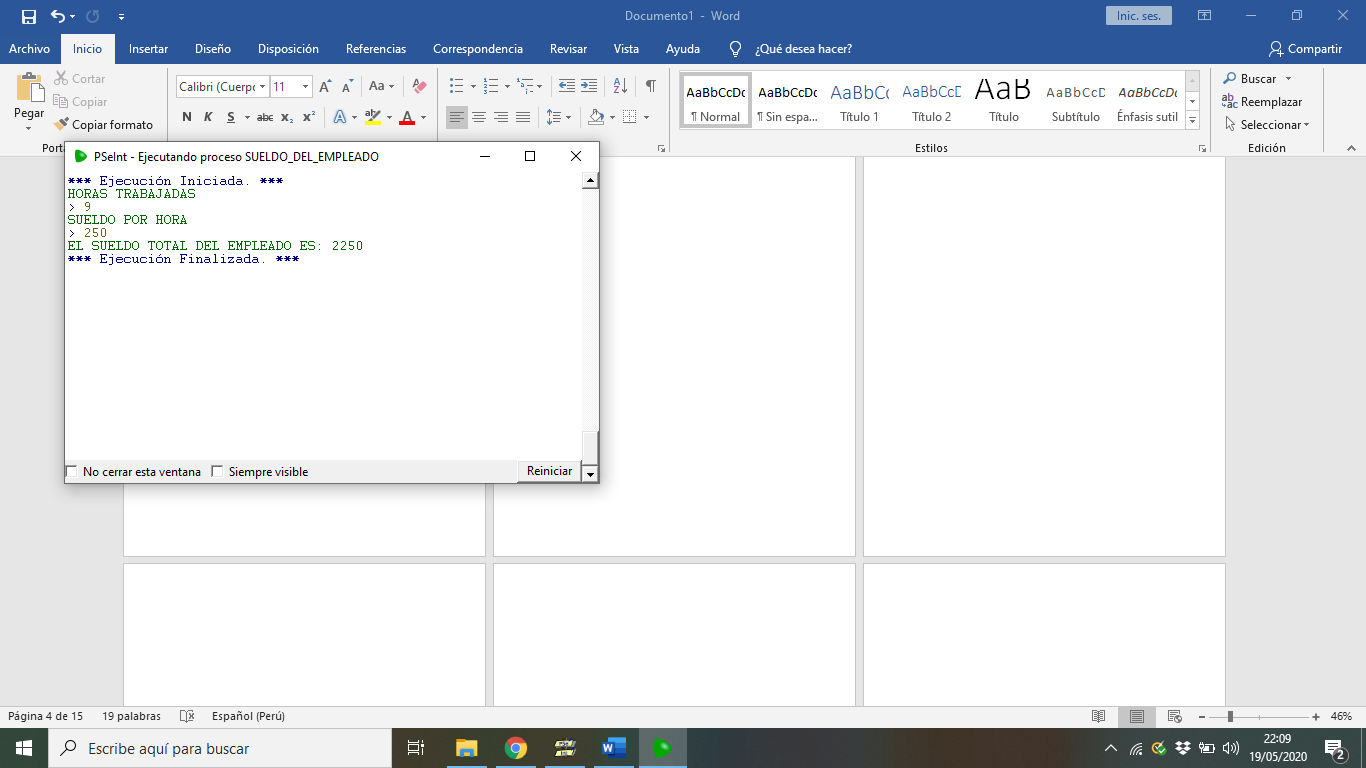 Documento1 - Word
Inic. ses.
Archivo Inicio Insertar Diseño Disposición Referencias Correspondencia Revisar Vista Ayuda ¿Qué desea hacer? Compartir
Pegar
Cortar
Copiar
Copiar formato
Calibri (Cuerpo 11
N K S abc x₂ x²
AaBbCcDc AaBbCcDc AaBbCc AaBbCcD AaB AaBbCcD AaBbCcDc
¶ Normal ¶ Sin espa... Título 1 Título 2 Título Subtítulo Énfasis sutil
Buscar
Reemplazar
Seleccionar
Estilos
Edición
PSeInt - Ejecutando proceso SUELDO_DEL_EMPLEADO
*** Ejecución Iniciada. ***
HORAS TRABAJADAS
> 9
SUELDO POR HORA
> 250
EL SUELDO TOTAL DEL EMPLEADO ES: 2250
*** Ejecución Finalizada. ***
No cerrar esta ventana Siempre visible Reiniciar
Página 4 de 15 19 palabras Español (Perú) 46%
Escribe aquí para buscar
22:09
19/05/2020
2